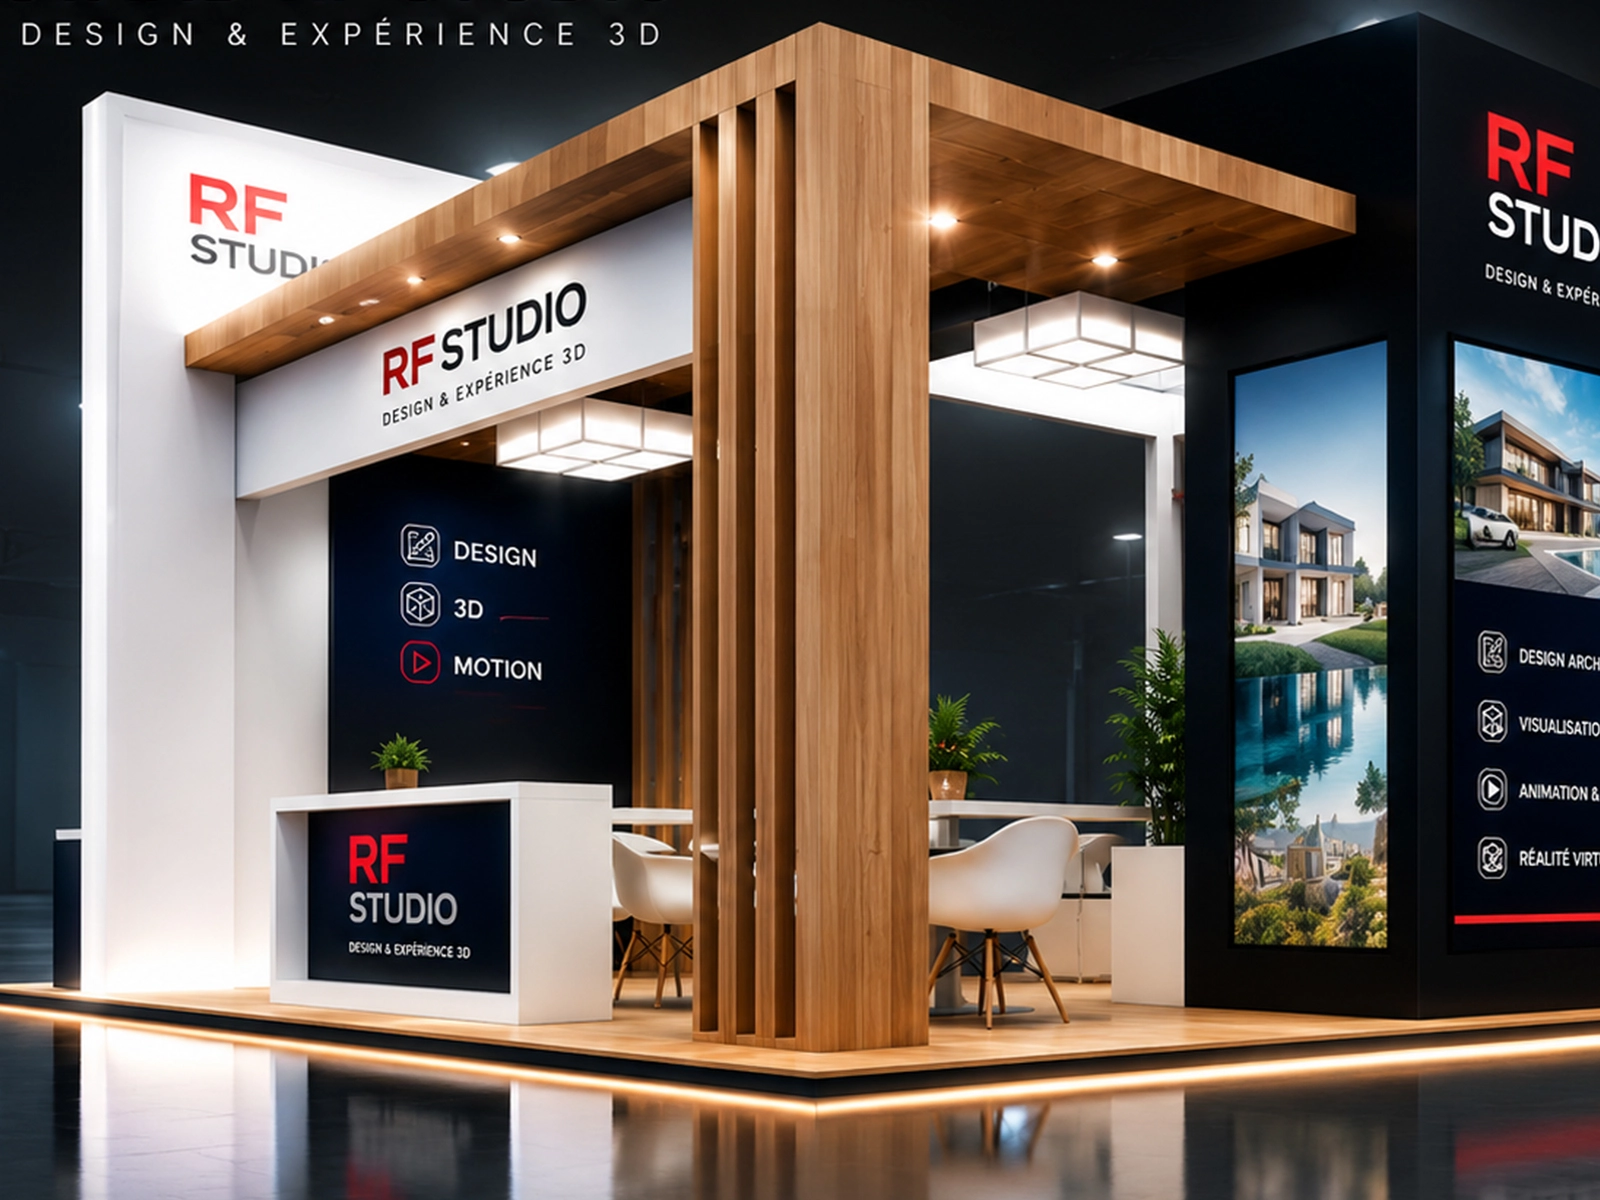 DESIGN & EXPÉRIENCE 3D
RF
STUDI
RF STUDIO
DESIGN & EXPÉRIENCE 3D
DESIGN
3D
MOTION
RF
STUDIO
DESIGN & EXPÉRIENCE 3D
RF
STUD
DESIGN & EXPÉR
DESIGN ARCH
VISUALISATIO
ANIMATION &
RÉALITÉ VIRT